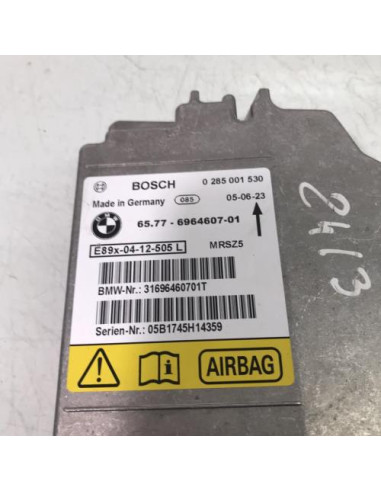 BOSCH 0 285 001 530
Made in Germany 085 05-06-23
BMW 65.77 - 6964607-01
E89x-04-12-505 L MRSZ5
BMW-Nr.: 31696460701T
Serien-Nr.: 05B1745H14359
AIRBAG
2413